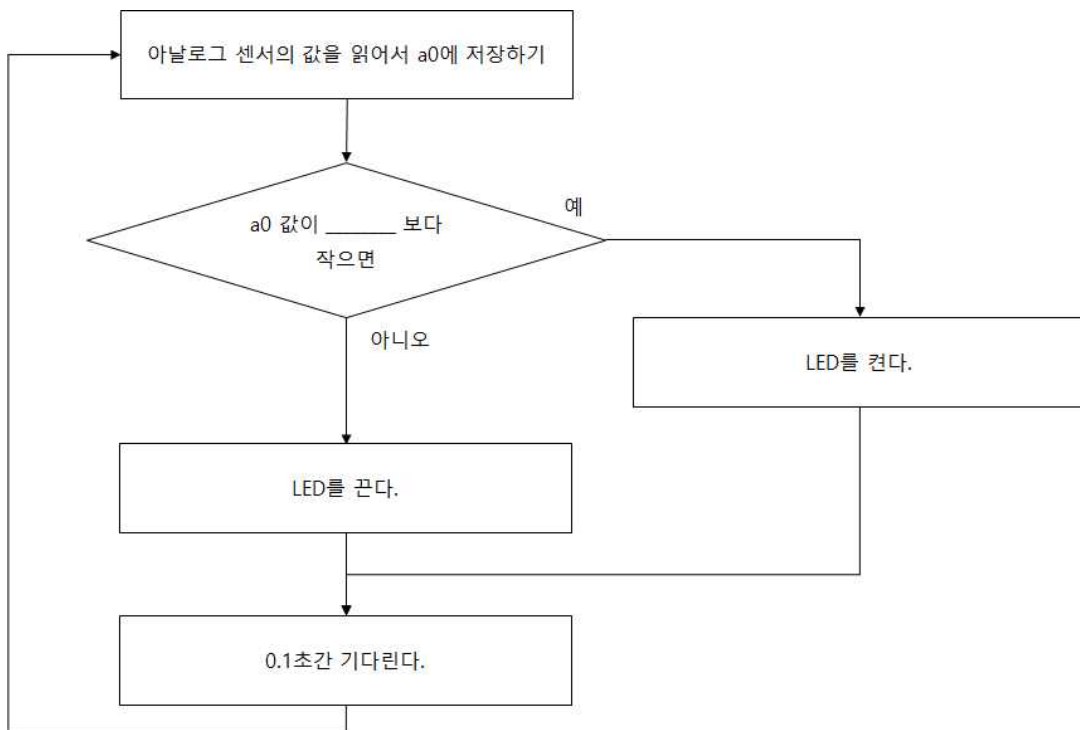 아날로그 센서의 값을 읽어서 a0에 저장하기
예
a0 값이 ________ 보다
작으면
아니오
LED를 켠다.
LED를 끈다.
0.1초간 기다린다.